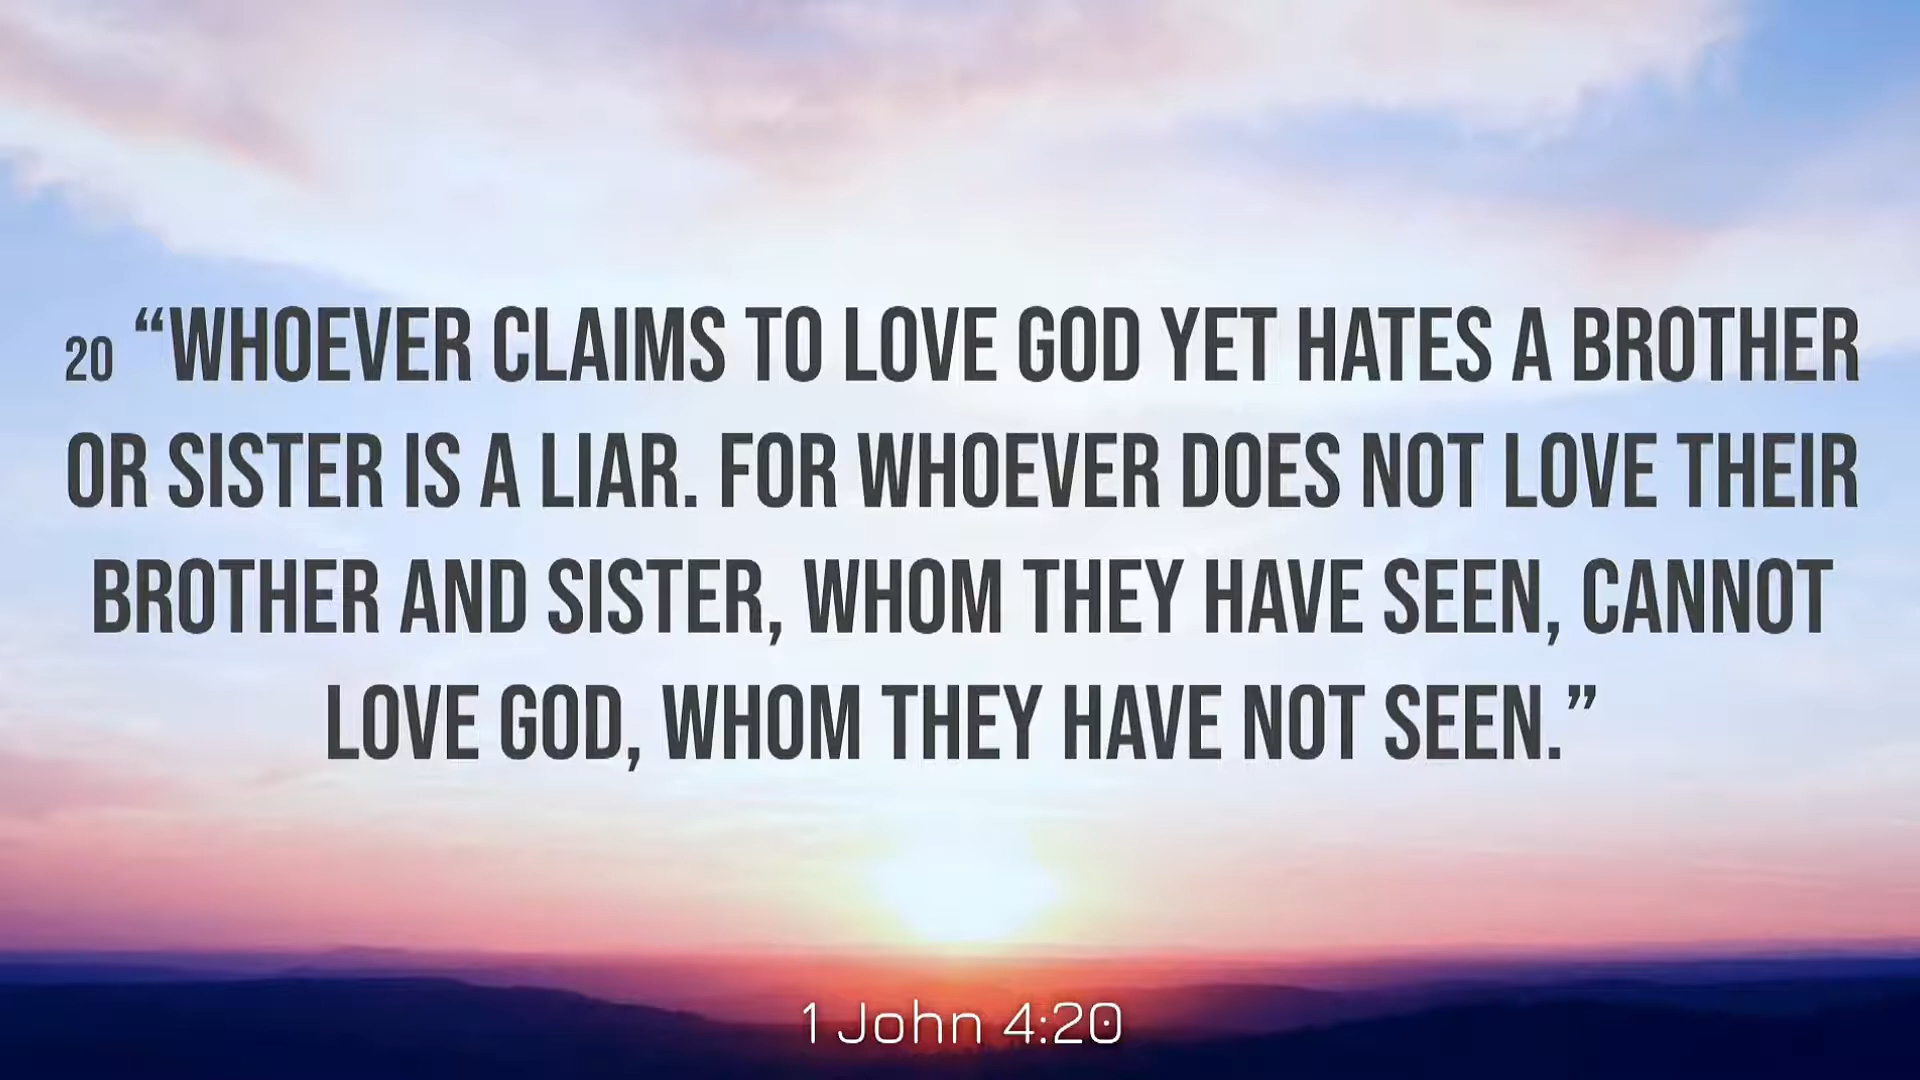 20 “WHOEVER CLAIMS TO LOVE GOD YET HATES A BROTHER
OR SISTER IS A LIAR. FOR WHOEVER DOES NOT LOVE THEIR
BROTHER AND SISTER, WHOM THEY HAVE SEEN, CANNOT
LOVE GOD, WHOM THEY HAVE NOT SEEN.”
1 John 4:20